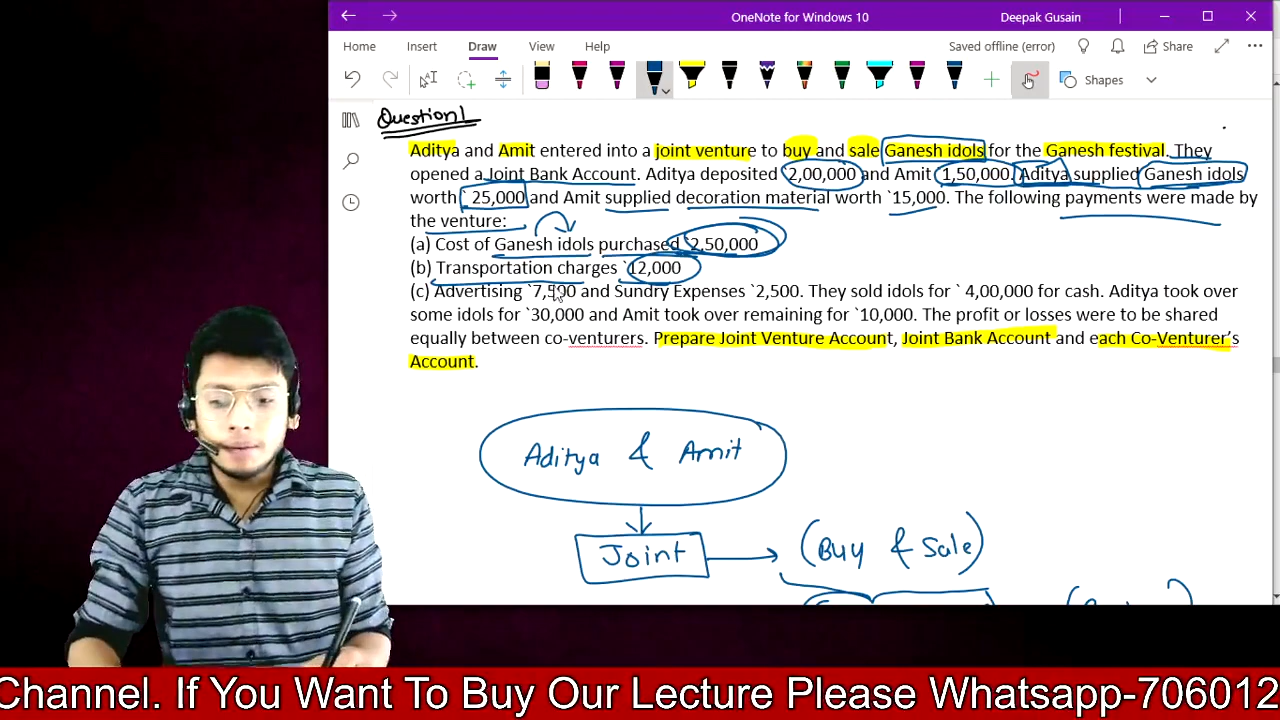 OneNote for Windows 10
Deepak Gusain
Home Insert Draw View Help
Saved offline (error)
Share
Shapes
Question 1
Aditya and Amit entered into a joint venture to buy and sale Ganesh idols for the Ganesh festival. They
opened a Joint Bank Account. Aditya deposited 2,00,000 and Amit 1,50,000. Aditya supplied Ganesh idols
worth ` 25,000 and Amit supplied decoration material worth `15,000. The following payments were made by
the venture:
(a) Cost of Ganesh idols purchased `2,50,000
(b) Transportation charges `12,000
(c) Advertising `7,500 and Sundry Expenses `2,500. They sold idols for ` 4,00,000 for cash. Aditya took over
some idols for `30,000 and Amit took over remaining for `10,000. The profit or losses were to be shared
equally between co-venturers. Prepare Joint Venture Account, Joint Bank Account and each Co-Venturer’s
Account.
Aditya & Amit
Joint
(Buy & Sale)
Channel. If You Want To Buy Our Lecture Please Whatsapp-706012